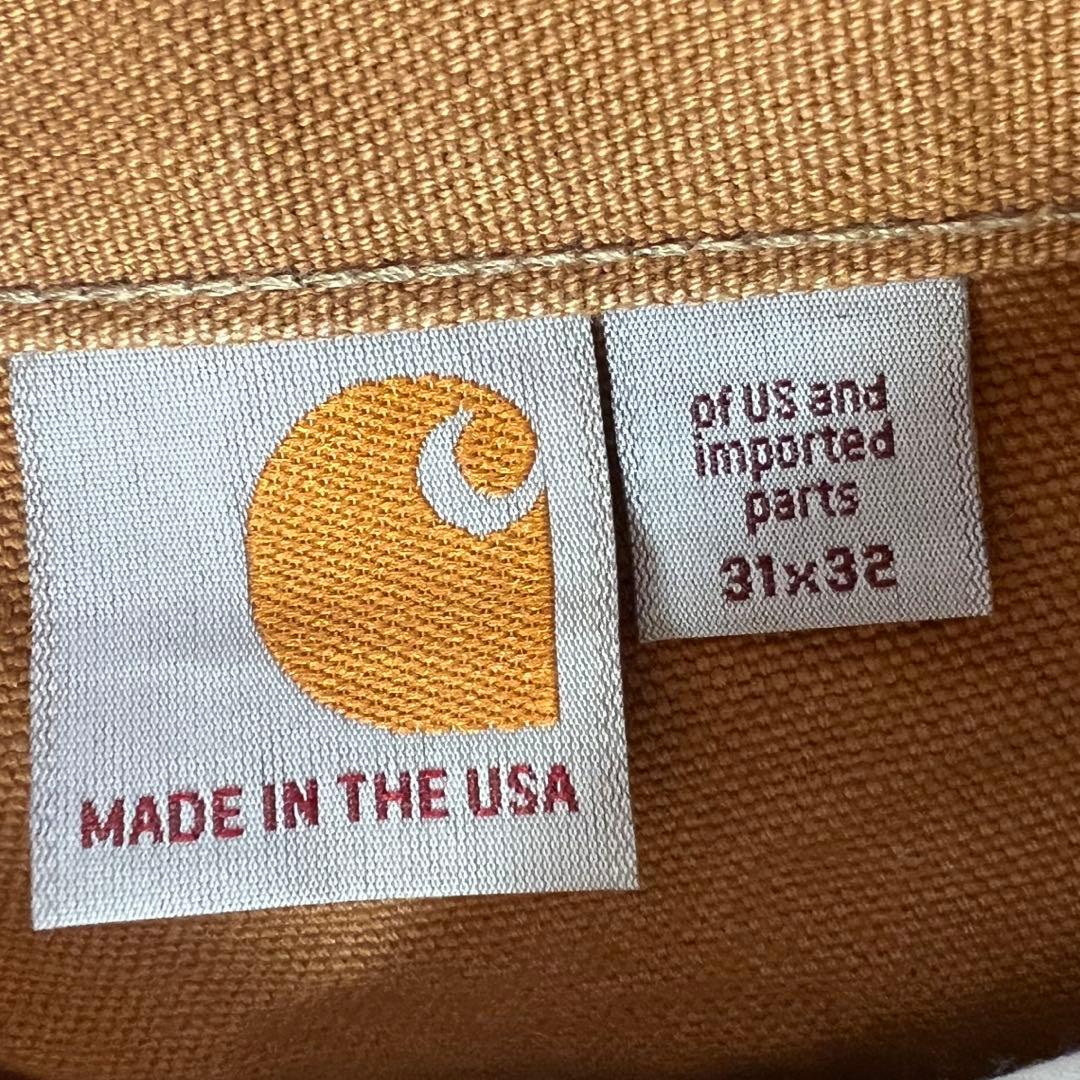 MADE IN THE USA
of US and
imported
parts
31x32